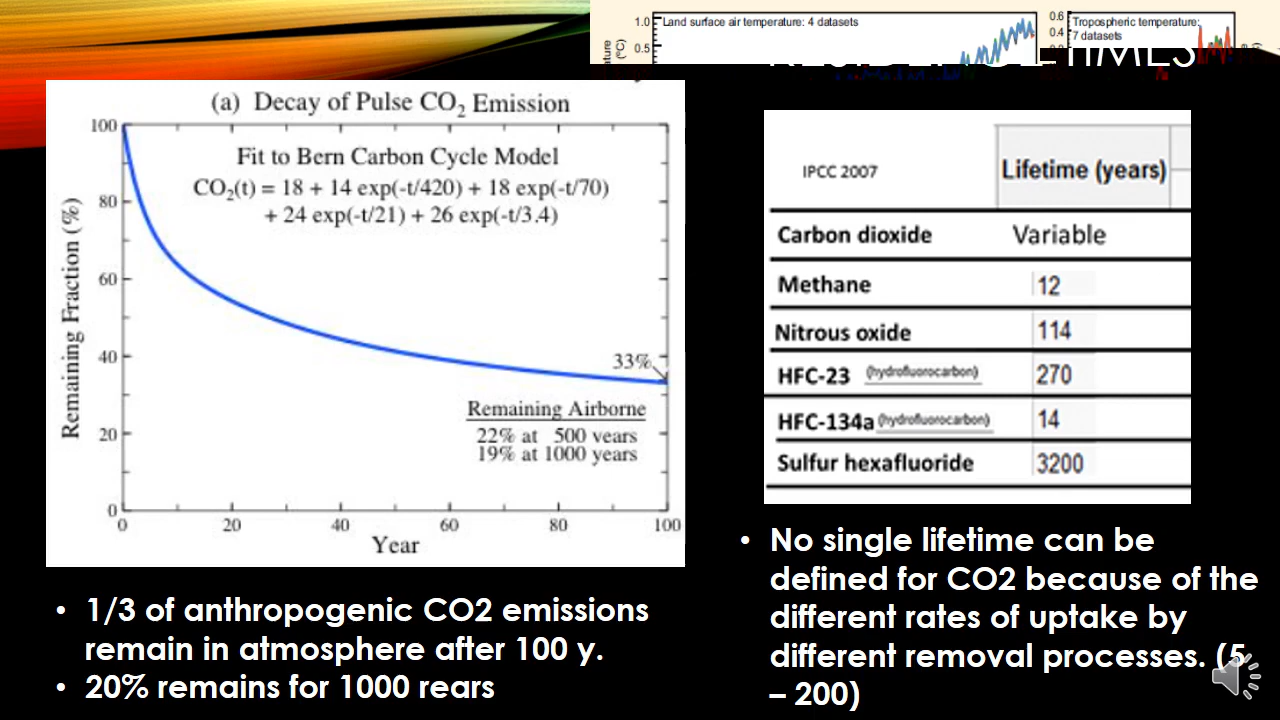 Land surface air temperature: 4 datasets
1.0
0.5
(ºC)
0.6
0.4
Tropospheric temperature:
7 datasets
TIMES
(a) Decay of Pulse CO2 Emission
Fit to Bern Carbon Cycle Model
CO2(t) = 18 + 14 exp(-t/420) + 18 exp(-t/70)
+ 24 exp(-t/21) + 26 exp(-t/3.4)
100
80
60
40
20
0
Remaining Fraction (%)
33%
Remaining Airborne
22% at 500 years
19% at 1000 years
0 20 40 60 80 100
Year
1/3 of anthropogenic CO2 emissions
remain in atmosphere after 100 y.
20% remains for 1000 rears
IPCC 2007 Lifetime (years)
Carbon dioxide Variable
Methane 12
Nitrous oxide 114
HFC-23 (hydrofluorocarbon) 270
HFC-134a (hydrofluorocarbon) 14
Sulfur hexafluoride 3200
No single lifetime can be
defined for CO2 because of the
different rates of uptake by
different removal processes. (5
– 200)